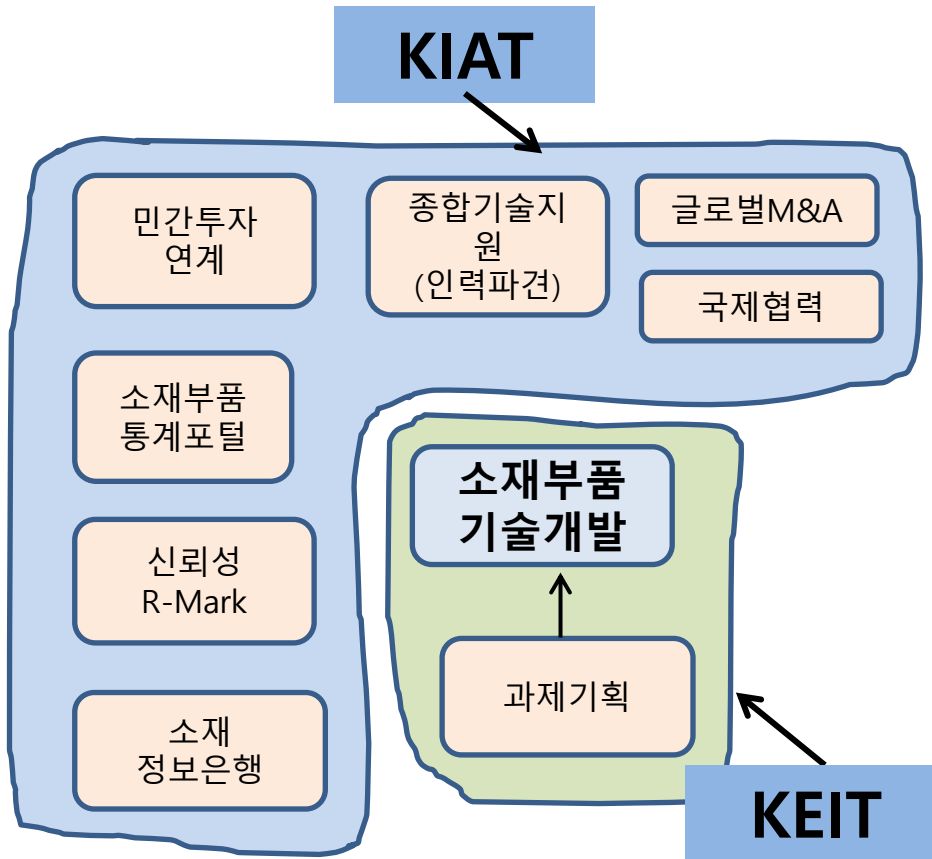 KIAT
민간투자
연계
종합기술지
원
(인력파견)
글로벌M&A
국제협력
소재부품
통계포털
신뢰성
R-Mark
소재
정보은행
소재부품
기술개발
과제기획
KEIT